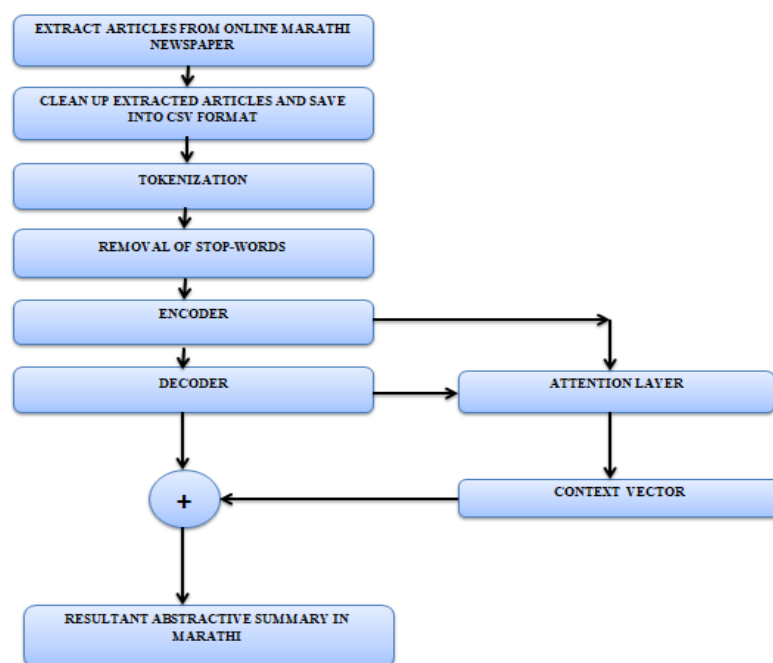 EXTRACT ARTICLES FROM ONLINE MARATHI
NEWSPAPER
CLEAN UP EXTRACTED ARTICLES AND SAVE
INTO CSV FORMAT
TOKENIZATION
REMOVAL OF STOP-WORDS
ENCODER
DECODER
ATTENTION LAYER
CONTEXT VECTOR
+
RESULTANT ABSTRACTIVE SUMMARY IN
MARATHI